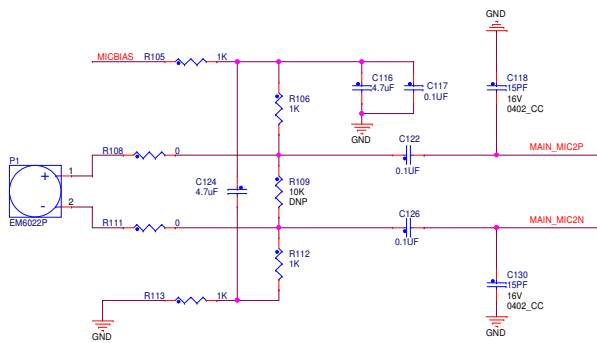 GND
MICBIAS R105 1K
C116
4.7uF
C117
0.1UF
C118
15PF
16V
0402_CC
R106
1K
GND
R108 0
C122
0.1UF
MAIN_MIC2P
P1
1
+
-
2
EM6022P
C124
4.7uF
R109
10K
DNP
R111 0
C126
0.1UF
MAIN_MIC2N
R112
1K
C130
15PF
16V
0402_CC
R113 1K
GND
GND